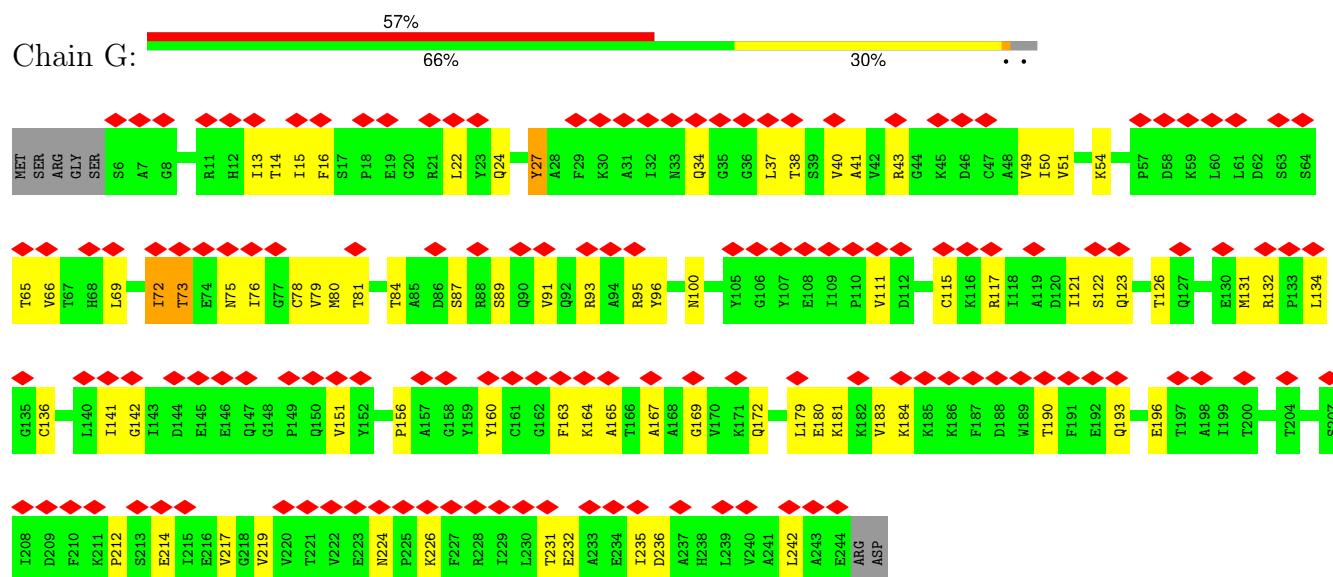 57%
Chain G:
66% 30% • •
MET SER ARG GLY SER S6 A7 G8 R11 H12 I13 T14 I15 F16 S17 P18 E19 G20 R21 L22 Y23 Q24 Y27 A28 F29 K30 A31 I32 N33 Q34 G35 G36 L37 T38 S39 V40 A41 V42 R43 G44 K45 D46 C47 A48 V49 I50 V51 K54 P57 D58 K59 L60 L61 D62 S63 S64
T65 V66 T67 H68 L69 I72 T73 E74 N75 I76 G77 C78 V79 M80 T81 T84 A85 D86 S87 R88 S89 Q90 V91 Q92 R93 A94 R95 Y96 N100 Y105 G106 Y107 E108 I109 P110 V111 D112 C115 K116 R117 I118 A119 D120 I121 S122 Q123 T126 Q127 E130 M131 R132 P133 L134
G135 C136 L140 I141 G142 I143 D144 E145 E146 Q147 G148 P149 Q150 V151 Y152 P156 A157 G158 Y159 Y160 C161 G162 F163 K164 A165 T166 A167 A168 G169 V170 K171 Q172 L179 E180 K181 K182 V183 K184 K185 K186 F187 D188 W189 T190 F191 E192 Q193 E196 T197 A198 I199 T200 T204 S207
I208 D209 F210 K211 P212 S213 E214 I215 E216 V217 G218 V219 V220 T221 V222 E223 N224 P225 K226 F227 R228 I229 L230 T231 E232 A233 E234 I235 D236 A237 H238 L239 V240 A241 L242 A243 E244 ARG ASP